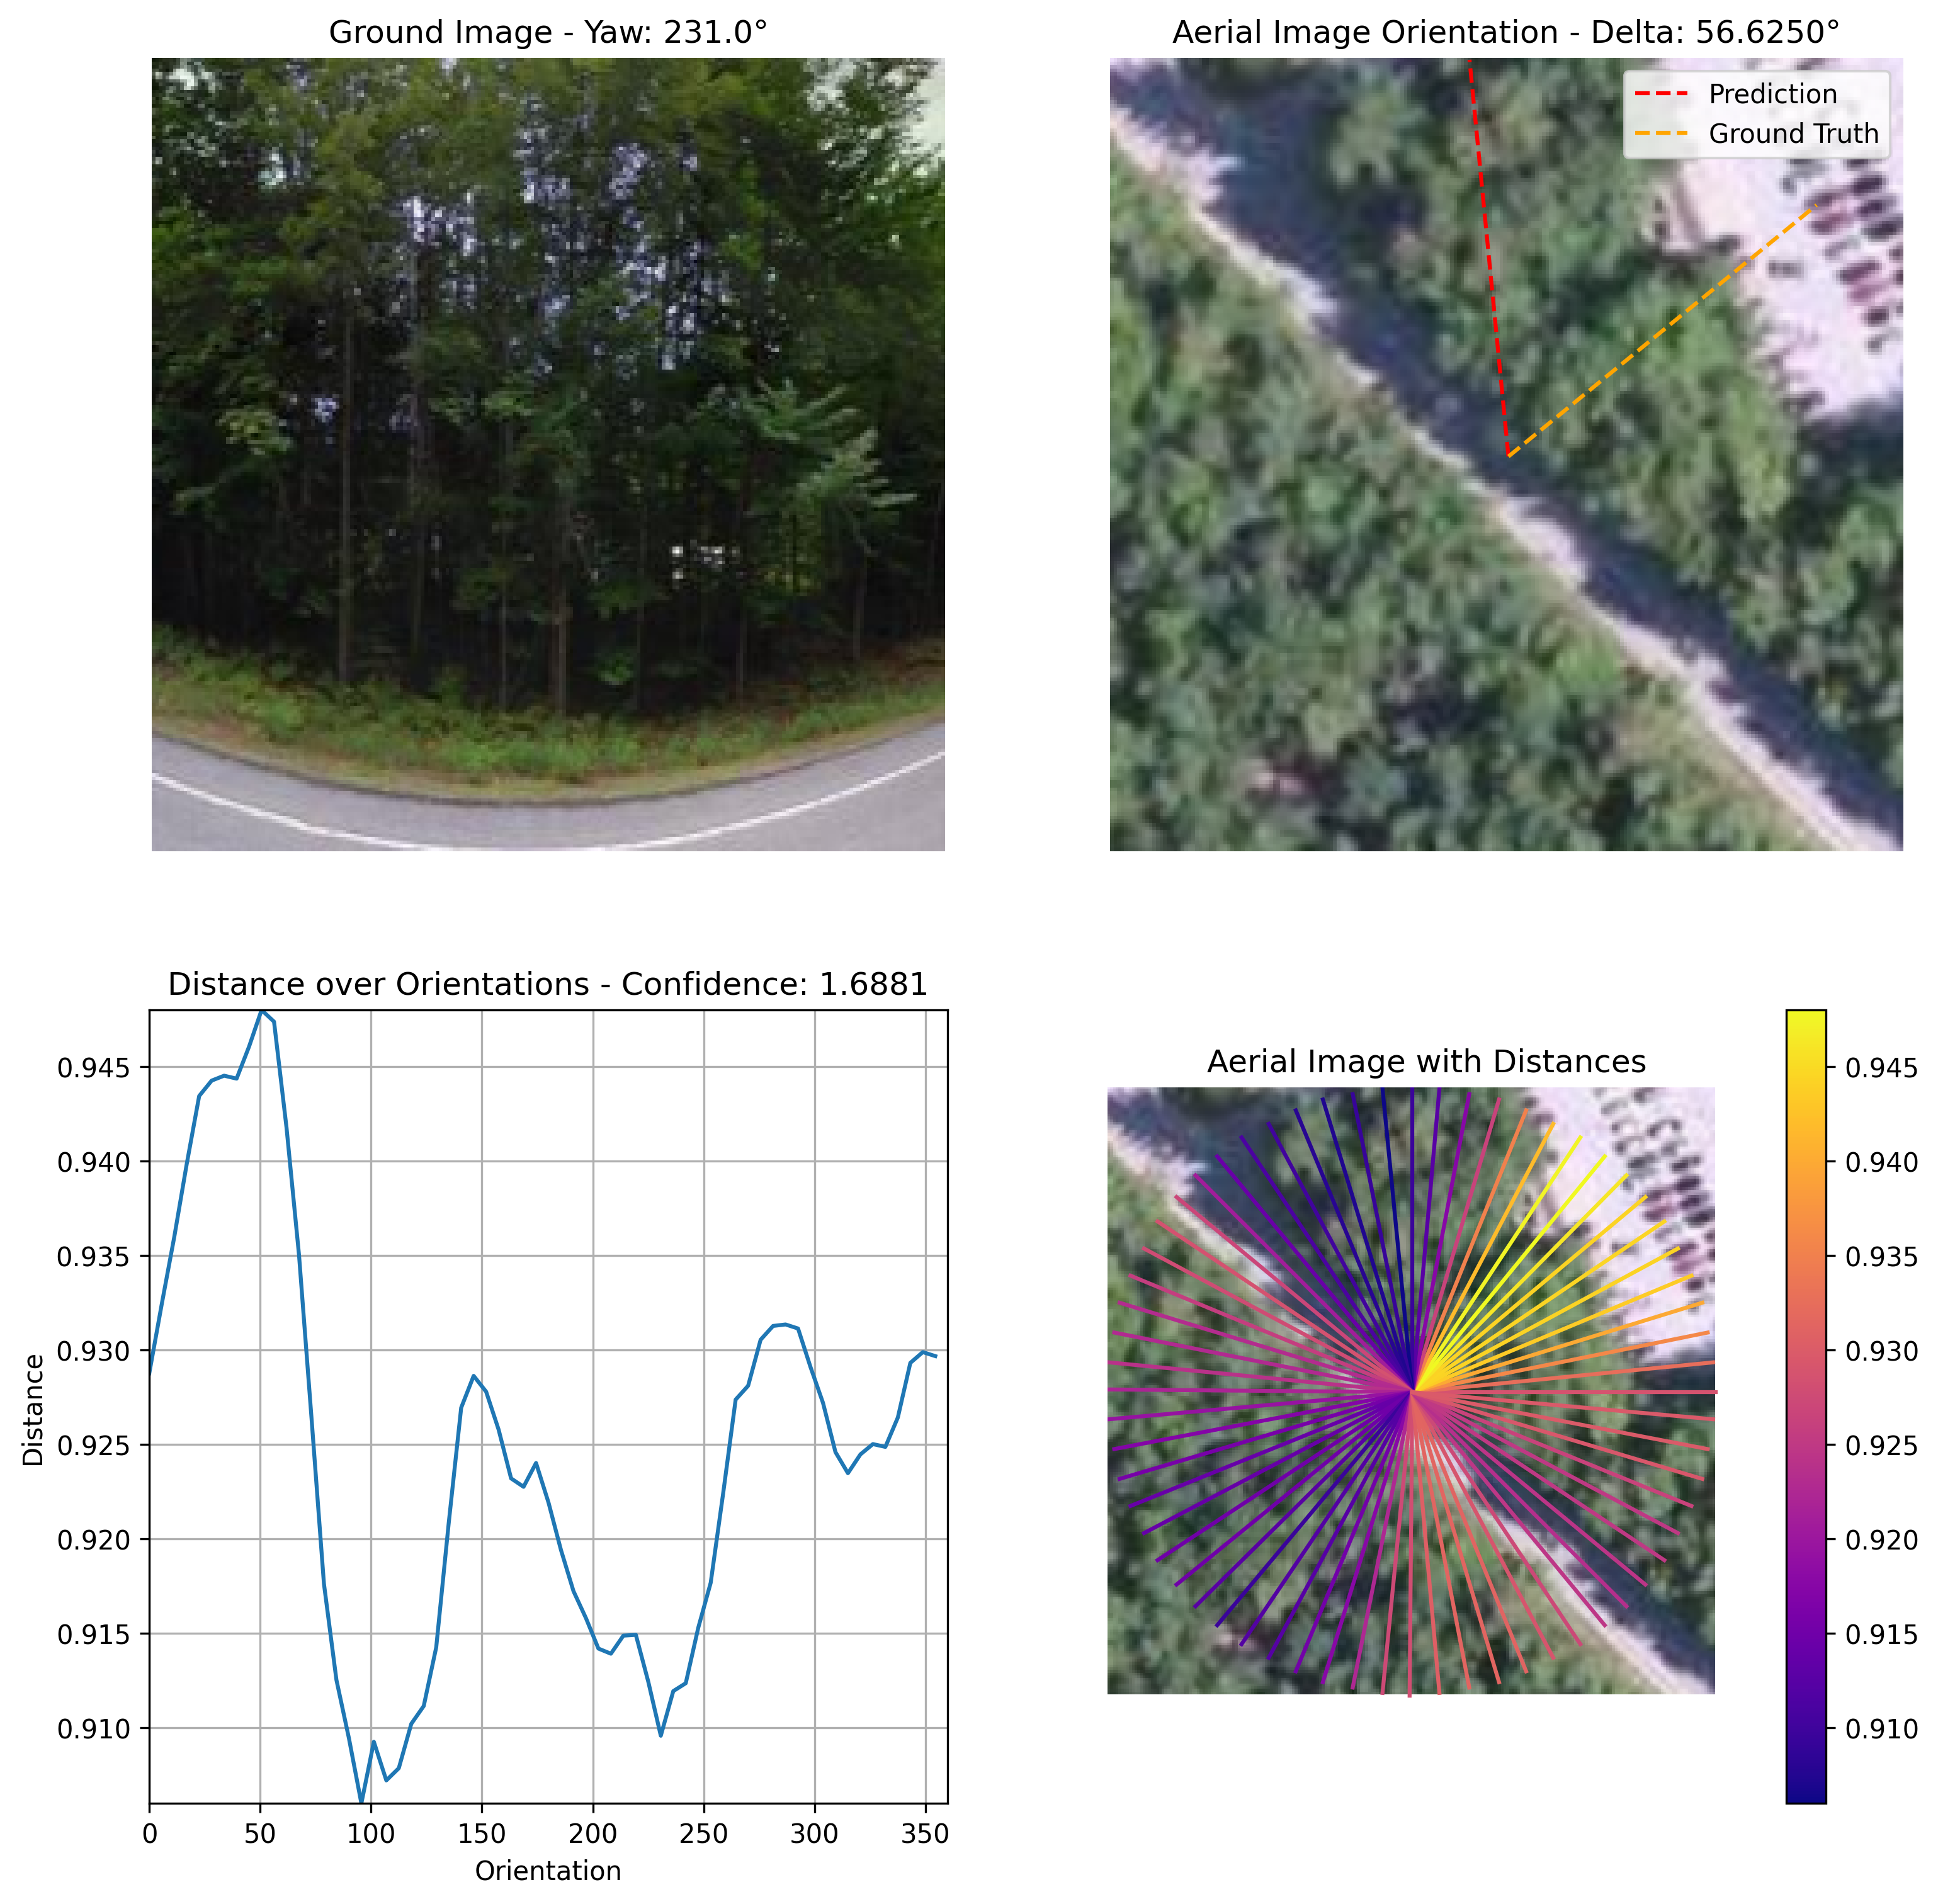 Ground Image - Yaw: 231.0°
Aerial Image Orientation - Delta: 56.6250°
Prediction
Ground Truth
Distance over Orientations - Confidence: 1.6881
0.945
0.940
0.935
0.930
0.925
0.920
0.915
0.910
Distance
0 50 100 150 200 250 300 350
Orientation
Aerial Image with Distances
0.945
0.940
0.935
0.930
0.925
0.920
0.915
0.910